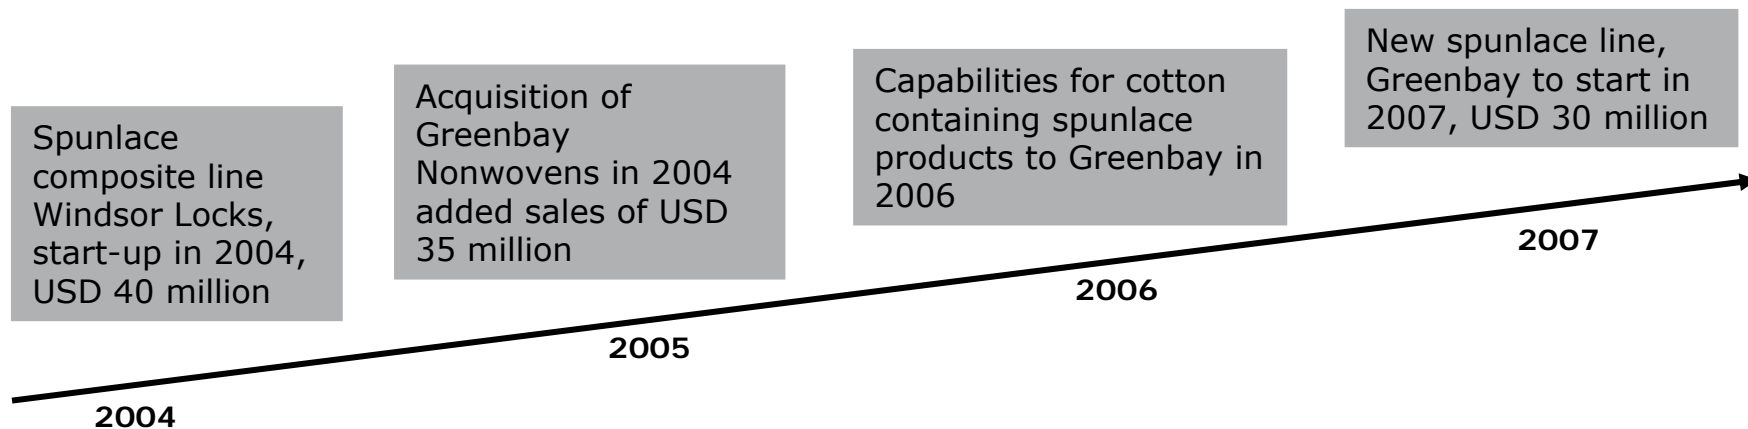 Spunlace
composite line
Windsor Locks,
start-up in 2004,
USD 40 million
Acquisition of
Greenbay
Nonwovens in 2004
added sales of USD
35 million
Capabilities for cotton
containing spunlace
products to Greenbay in
2006
New spunlace line,
Greenbay to start in
2007, USD 30 million
2004
2005
2006
2007